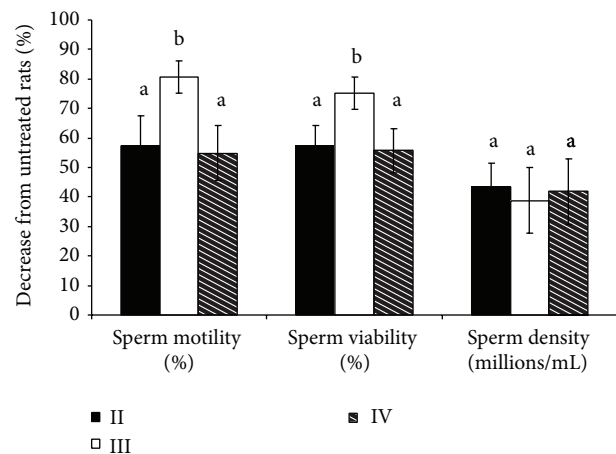 Decrease from untreated rats (%)
100
90
80
70
60
50
40
30
20
10
0
a b a
a b a
a a a
Sperm motility
(%)
Sperm viability
(%)
Sperm density
(millions/mL)
II
III
IV